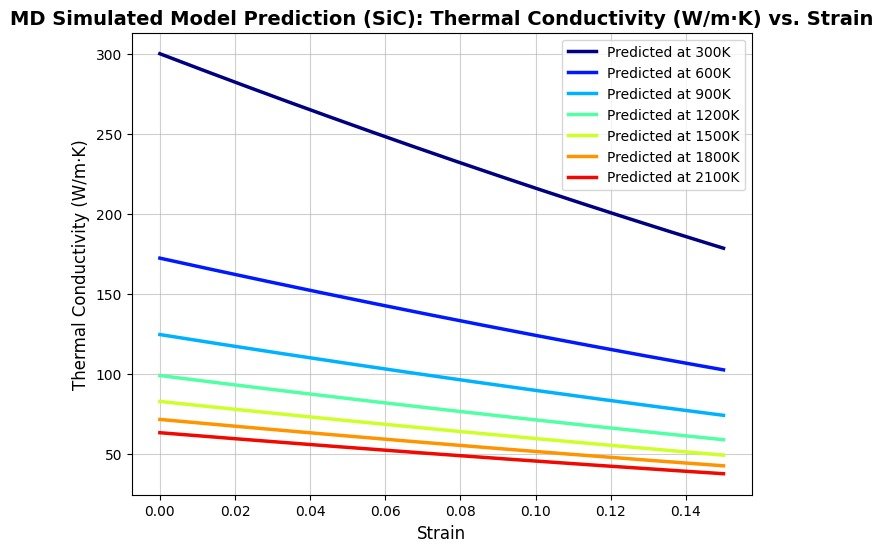 MD Simulated Model Prediction (SiC): Thermal Conductivity (W/m·K) vs. Strain
Thermal Conductivity (W/m·K)
300
250
200
150
100
50
Predicted at 300K
Predicted at 600K
Predicted at 900K
Predicted at 1200K
Predicted at 1500K
Predicted at 1800K
Predicted at 2100K
0.00 0.02 0.04 0.06 0.08 0.10 0.12 0.14
Strain